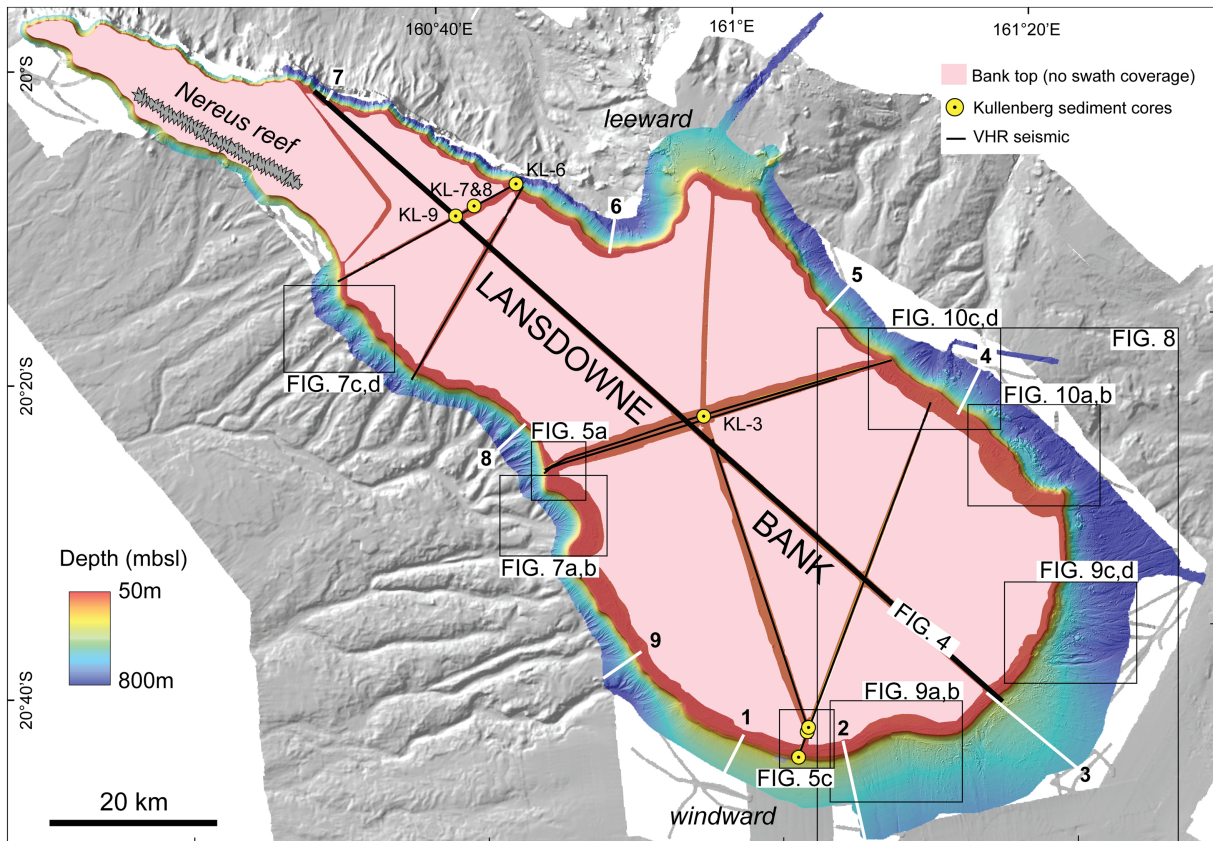 160°40'E
161°E
161°20'E
20°S
20°20'S
20°40'S
Bank top (no swath coverage)
Kullenberg sediment cores
VHR seismic
7
Nereus reef
leeward
KL-6
KL-7&8
KL-9
6
5
LANSDOWNE
BANK
FIG. 10c,d
FIG. 8
4
FIG. 7c,d
FIG. 10a,b
KL-3
FIG. 5a
8
FIG. 7a,b
FIG. 9c,d
FIG. 4
Depth (mbsl)
50m
800m
9
FIG. 9a,b
1
2
3
FIG. 5c
20 km
windward